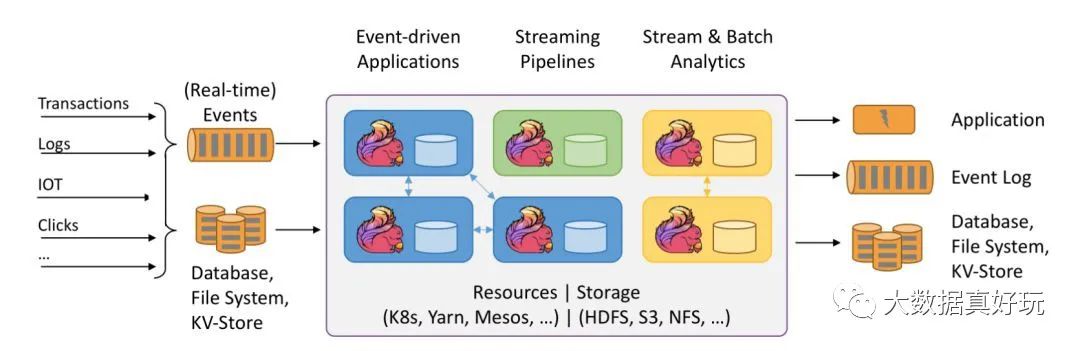 Event-driven
Applications
Streaming
Pipelines
Stream & Batch
Analytics
Transactions
Logs
IOT
Clicks
...
(Real-time)
Events
Database,
File System,
KV-Store
Resources | Storage
(K8s, Yarn, Mesos, ...) | (HDFS, S3, NFS, ...)
Application
Event Log
Database,
File System,
KV-Store
大数据真好玩